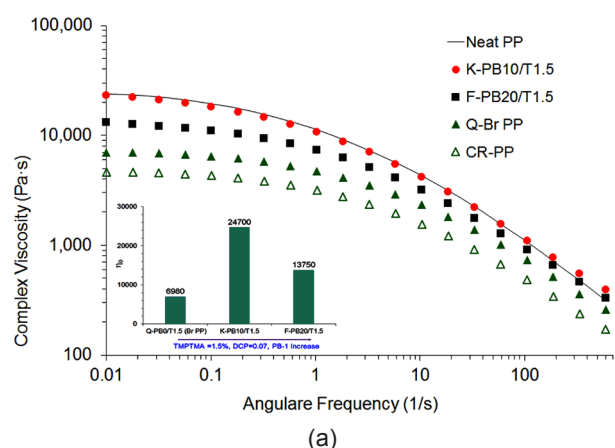 100,000
10,000
1,000
100
Complex Viscosity (Pa·s)
Neat PP
K-PB10/T1.5
F-PB20/T1.5
Q-Br PP
CR-PP
30000
20000
10000
0
η₀
6980
24700
13750
Q-PB0/T1.5 (Br PP) K-PB10/T1.5 F-PB20/T1.5
TMPTMA =1.5%, DCP=0.07, PB-1 Increase
0.01 0.1 1 10 100
Angulare Frequency (1/s)
(a)